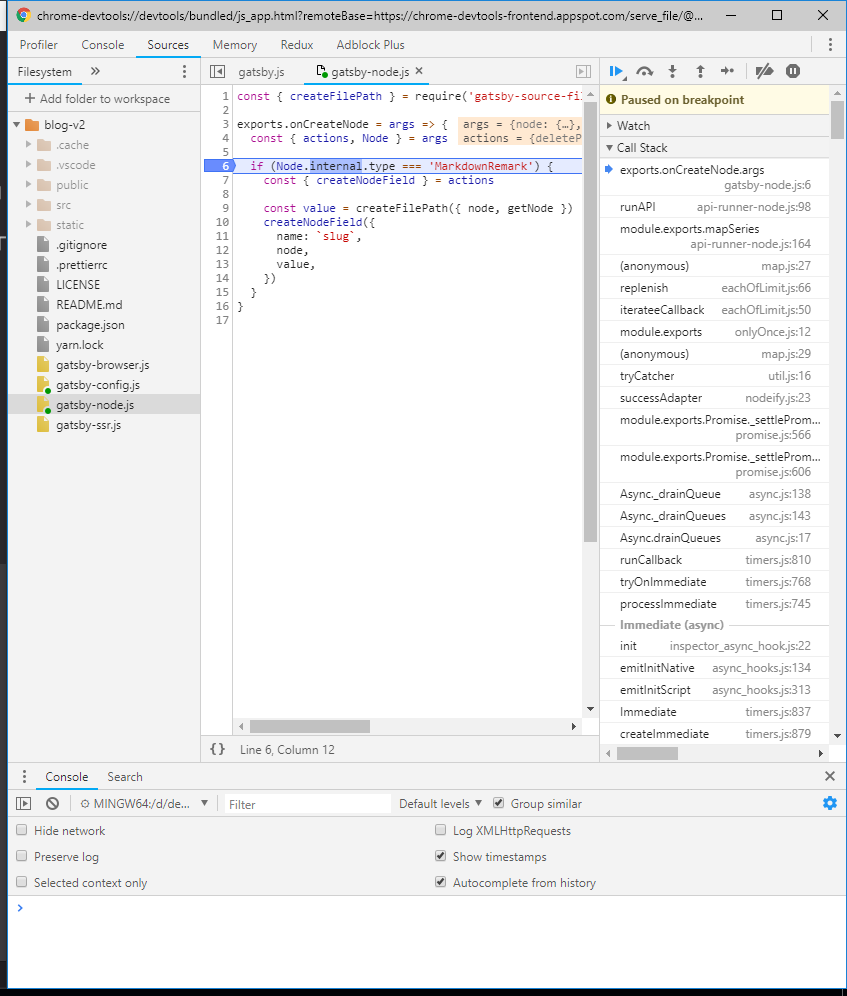 chrome-devtools://devtools/bundled/js_app.html?remoteBase=https://chrome-devtools-frontend.appspot.com/serve_file/@...
Profiler Console Sources Memory Redux Adblock Plus
Filesystem »
gatsby.js gatsby-node.js ×
+ Add folder to workspace
blog-v2
.cache
.vscode
public
src
static
.gitignore
.prettierrc
LICENSE
README.md
package.json
yarn.lock
gatsby-browser.js
gatsby-config.js
gatsby-node.js
gatsby-ssr.js
1 const { createFilePath } = require('gatsby-source-fi
2
3 exports.onCreateNode = args => { args = {node: {…},
4 const { actions, Node } = args actions = {deleteP
5
6 if (Node.internal.type === 'MarkdownRemark') {
7 const { createNodeField } = actions
8
9 const value = createFilePath({ node, getNode })
10 createNodeField({
11 name: `slug`,
12 node,
13 value,
14 })
15 }
16 }
17
{} Line 6, Column 12
Paused on breakpoint
Watch
Call Stack
exports.onCreateNode.args
gatsby-node.js:6
runAPI api-runner-node.js:98
module.exports.mapSeries
api-runner-node.js:164
(anonymous) map.js:27
replenish eachOfLimit.js:66
iterateeCallback eachOfLimit.js:50
module.exports onlyOnce.js:12
(anonymous) map.js:29
tryCatcher util.js:16
successAdapter nodeify.js:23
module.exports.Promise._settleProm...
promise.js:566
module.exports.Promise._settleProm...
promise.js:606
Async._drainQueue async.js:138
Async._drainQueues async.js:143
Async.drainQueues async.js:17
runCallback timers.js:810
tryOnImmediate timers.js:768
processImmediate timers.js:745
Immediate (async)
init inspector_async_hook.js:22
emitInitNative async_hooks.js:134
emitInitScript async_hooks.js:313
Immediate timers.js:837
createImmediate timers.js:879
Console Search
MINGW64:/d/de... Filter Default levels Group similar
Hide network Log XMLHttpRequests
Preserve log Show timestamps
Selected context only Autocomplete from history